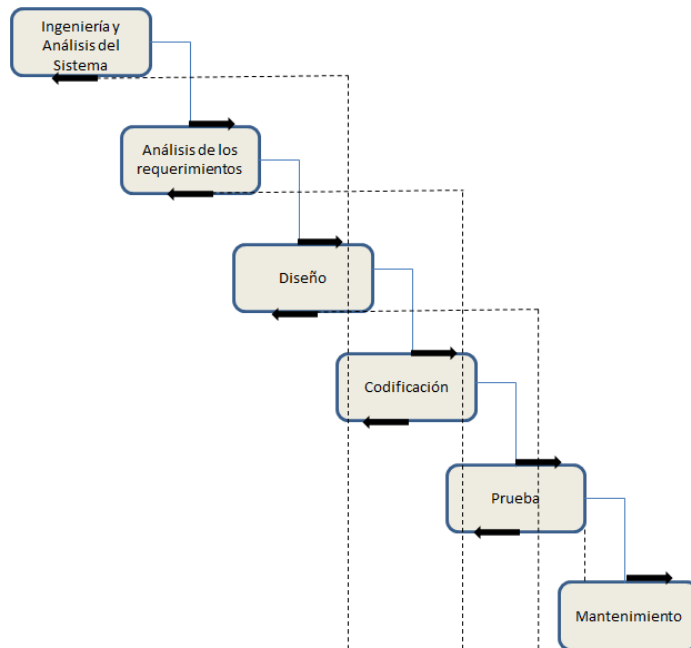 Ingeniería y
Análisis del
Sistema
Análisis de los
requerimientos
Diseño
Codificación
Prueba
Mantenimiento